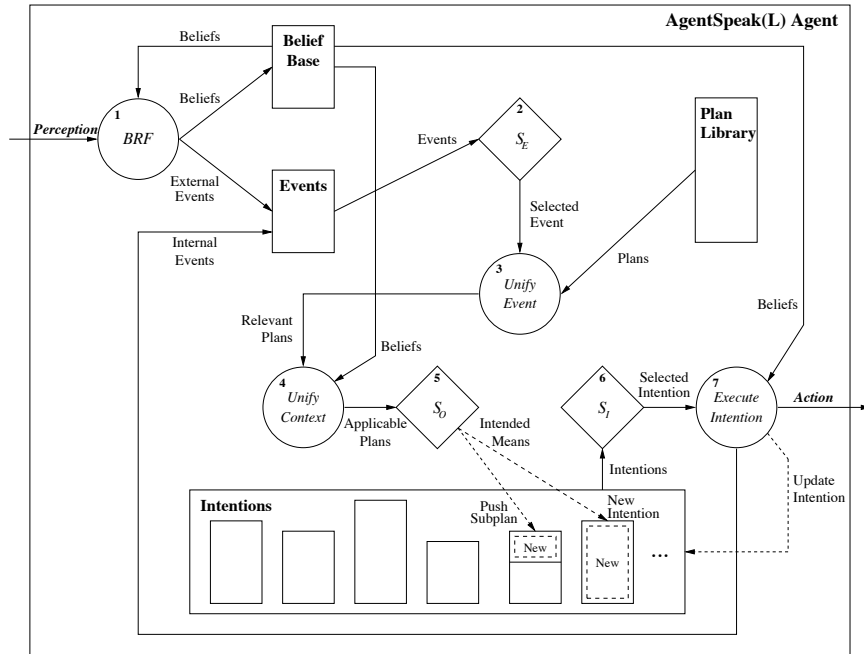 AgentSpeak(L) Agent
Beliefs
Belief
Base
Beliefs
1
BRF
Perception
2
S_E
Plan
Library
Events
External
Events
Events
Selected
Event
Internal
Events
3
Unify
Event
Plans
Relevant
Plans
Beliefs
Beliefs
4
Unify
Context
Applicable
Plans
5
S_O
Intended
Means
6
S_I
Selected
Intention
7
Execute
Intention
Action
Intentions
Update
Intention
Intentions
Push
Subplan
New
Intention
New
New
...